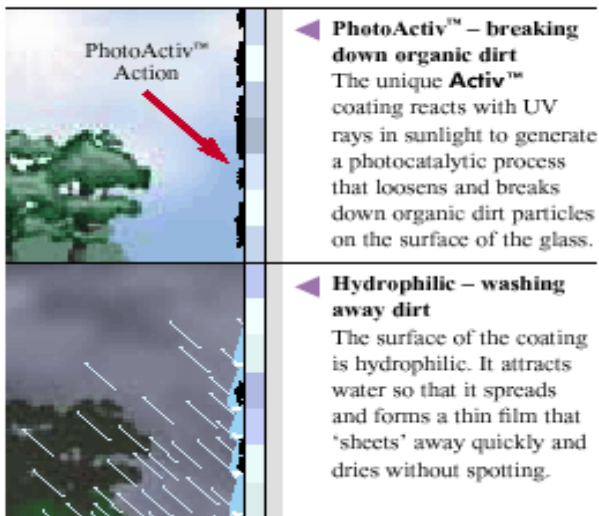 PhotoActiv™
Action
PhotoActiv™ – breaking
down organic dirt
The unique Activ™
coating reacts with UV
rays in sunlight to generate
a photocatalytic process
that loosens and breaks
down organic dirt particles
on the surface of the glass.
Hydrophilic – washing
away dirt
The surface of the coating
is hydrophilic. It attracts
water so that it spreads
and forms a thin film that
‘sheets’ away quickly and
dries without spotting.